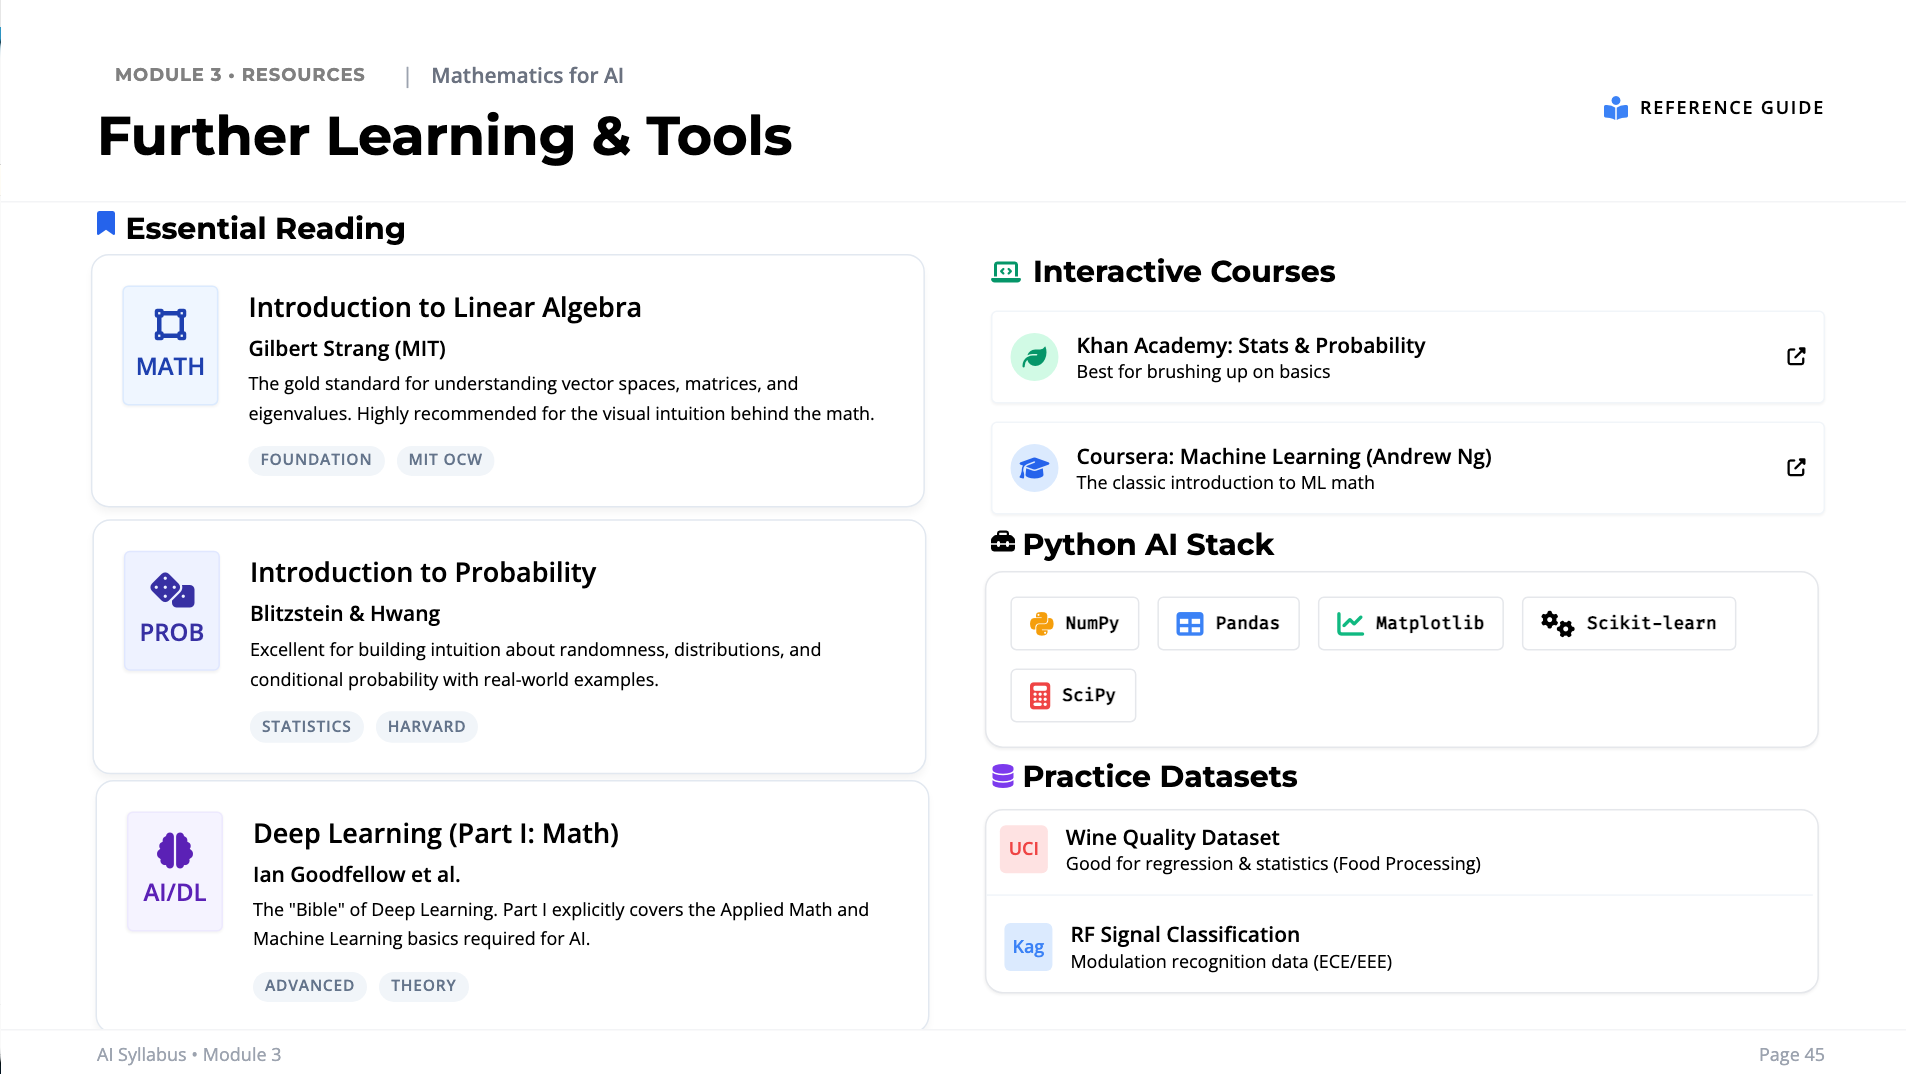 MODULE 3 • RESOURCES | Mathematics for AI
Further Learning & Tools
REFERENCE GUIDE
Essential Reading
MATH
Introduction to Linear Algebra
Gilbert Strang (MIT)
The gold standard for understanding vector spaces, matrices, and
eigenvalues. Highly recommended for the visual intuition behind the math.
FOUNDATION MIT OCW
PROB
Introduction to Probability
Blitzstein & Hwang
Excellent for building intuition about randomness, distributions, and
conditional probability with real-world examples.
STATISTICS HARVARD
AI/DL
Deep Learning (Part I: Math)
Ian Goodfellow et al.
The "Bible" of Deep Learning. Part I explicitly covers the Applied Math and
Machine Learning basics required for AI.
ADVANCED THEORY
Interactive Courses
Khan Academy: Stats & Probability
Best for brushing up on basics
Coursera: Machine Learning (Andrew Ng)
The classic introduction to ML math
Python AI Stack
NumPy Pandas Matplotlib Scikit-learn
SciPy
Practice Datasets
UCI
Wine Quality Dataset
Good for regression & statistics (Food Processing)
Kag
RF Signal Classification
Modulation recognition data (ECE/EEE)
AI Syllabus • Module 3
Page 45